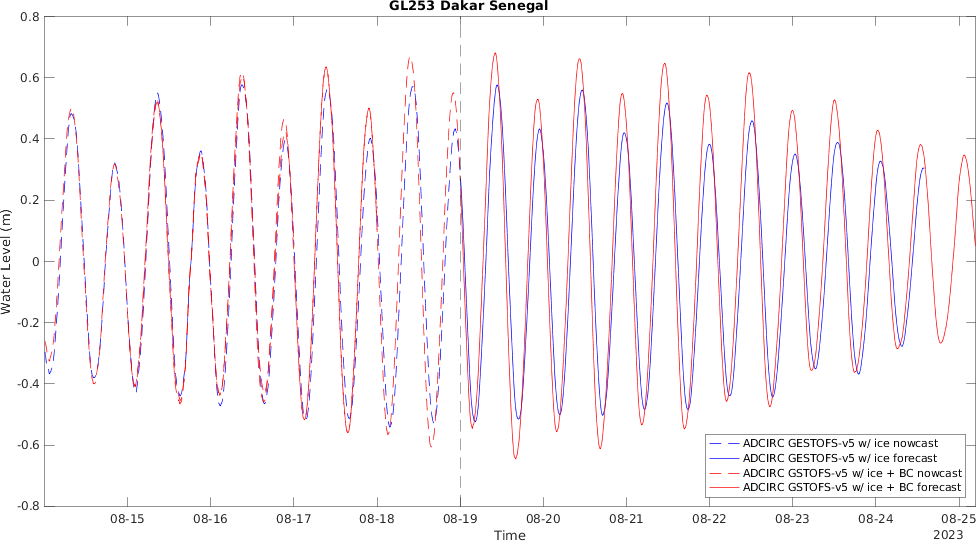 GL253 Dakar Senegal
0.8
0.6
0.4
0.2
0
-0.2
-0.4
-0.6
-0.8
Water Level (m)
ADCIRC GESTOFS-v5 w/ ice nowcast
ADCIRC GESTOFS-v5 w/ ice forecast
ADCIRC GSTOFS-v5 w/ ice + BC nowcast
ADCIRC GSTOFS-v5 w/ ice + BC forecast
08-15 08-16 08-17 08-18 08-19 08-20 08-21 08-22 08-23 08-24 08-25
Time
2023